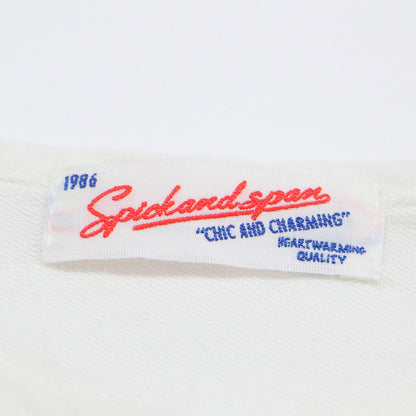 1986
Spickandspan
"CHIC AND CHARMING"
HEARTWARMING
QUALITY